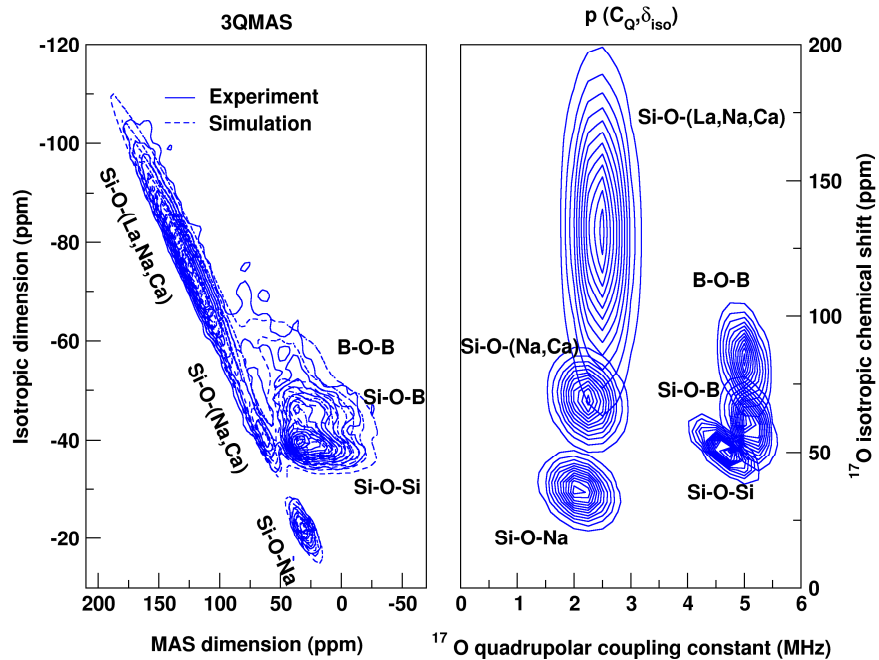 3QMAS
p (C_Q,δ_iso)
-120
-100
-80
-60
-40
-20
Isotropic dimension (ppm)
Experiment
Simulation
Si-O-(La,Na,Ca)
Si-O-(Na,Ca)
B-O-B
Si-O-B
Si-O-Si
Si-O-Na
200 150 100 50 0 -50
MAS dimension (ppm)
Si-O-(La,Na,Ca)
B-O-B
Si-O-(Na,Ca)
Si-O-B
Si-O-Si
Si-O-Na
200
150
100
50
0
¹⁷O isotropic chemical shift (ppm)
0 1 2 3 4 5 6
¹⁷O quadrupolar coupling constant (MHz)